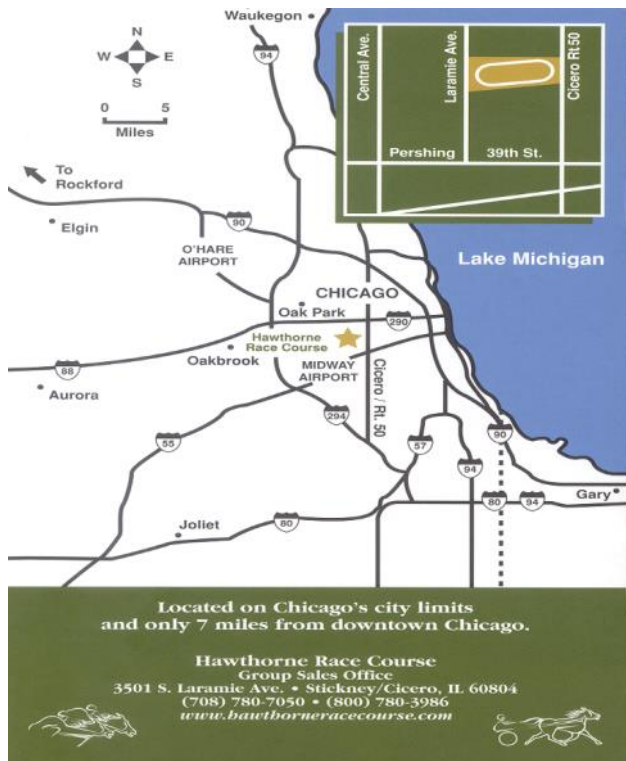 Waukegon
N
W E
S
94
0 5
Miles
Central Ave.
Laramie Ave.
Cicero Rt 50
Pershing 39th St.
To
Rockford
Elgin
90
O'HARE
AIRPORT
Lake Michigan
CHICAGO
Oak Park
290
Hawthorne
Race Course
Oakbrook
MIDWAY
AIRPORT
88
Aurora
Cicero / Rt. 50
294
55
57
90
94
80 94
Gary
Joliet
80
Located on Chicago's city limits
and only 7 miles from downtown Chicago.
Hawthorne Race Course
Group Sales Office
3501 S. Laramie Ave. • Stickney/Cicero, IL 60804
(708) 780-7050 • (800) 780-3986
www.hawthorneracecourse.com